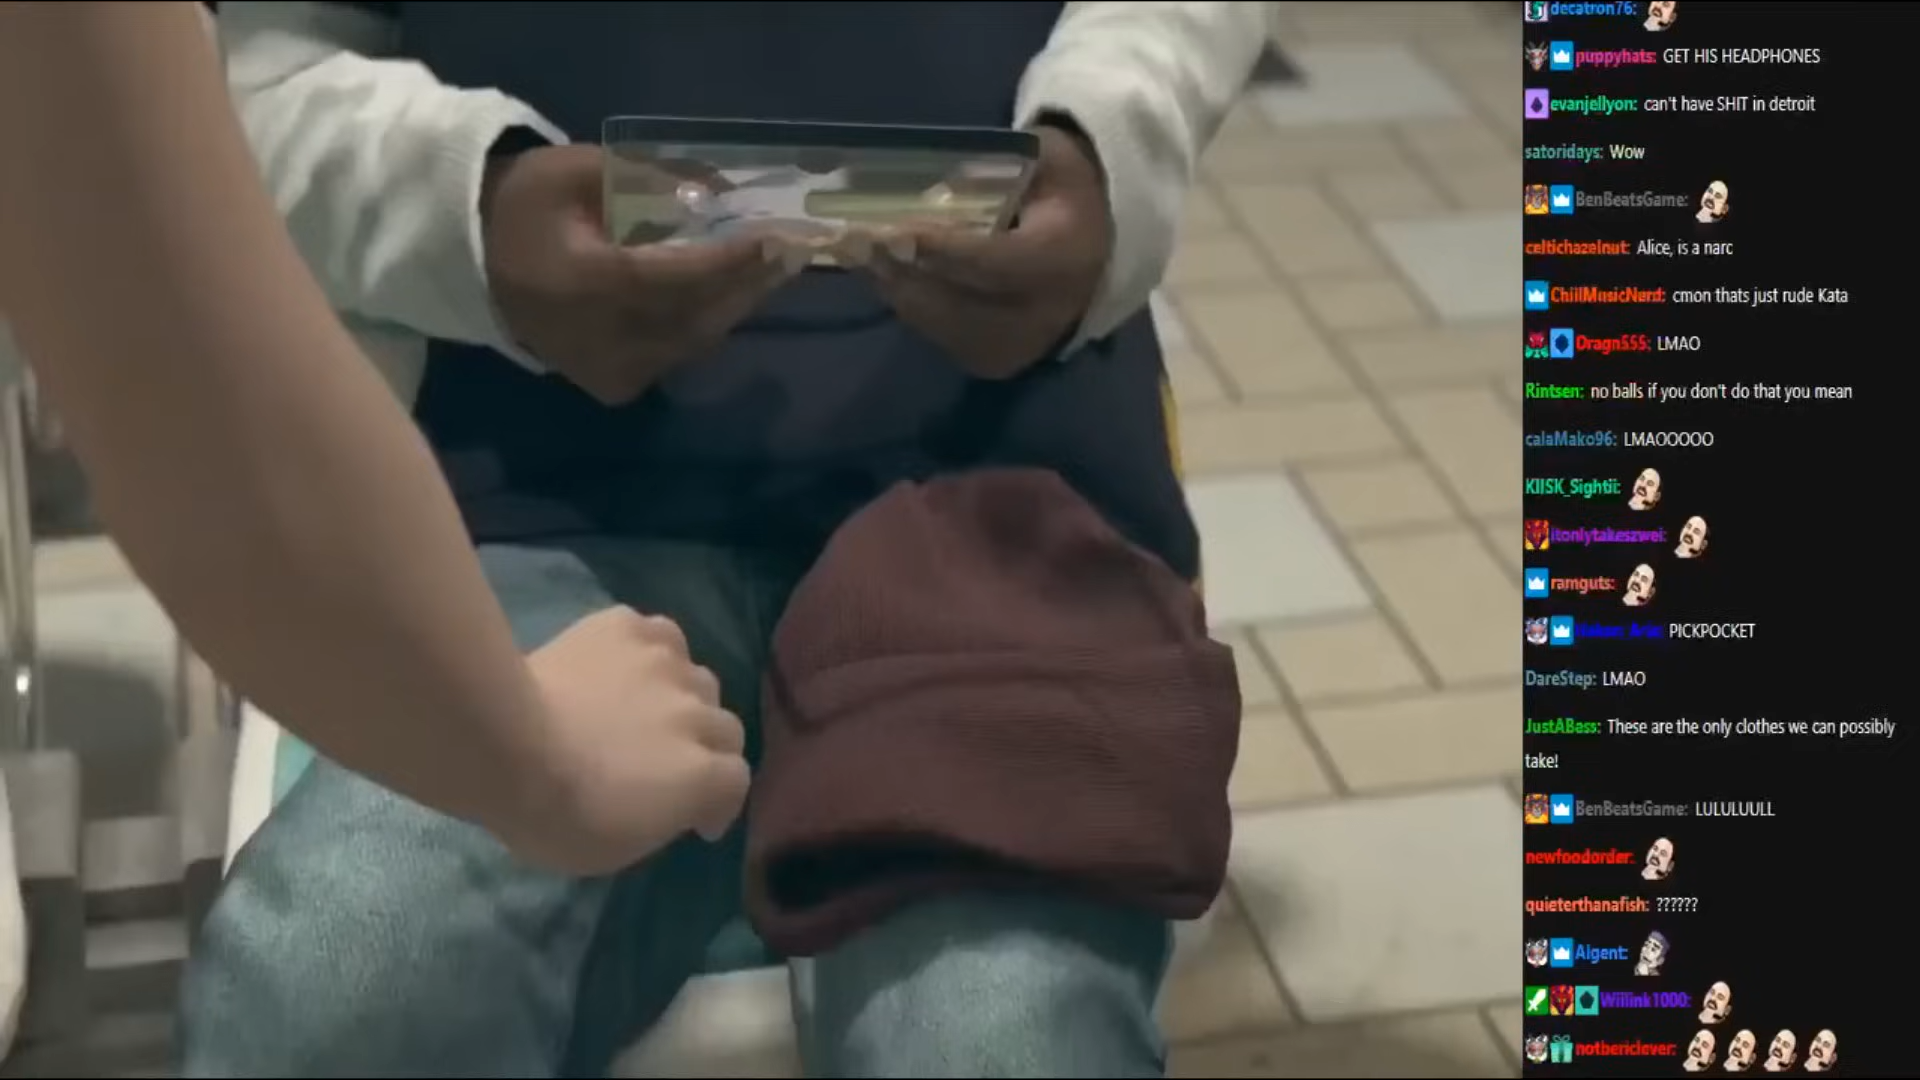 decatron76:
puppyhats: GET HIS HEADPHONES
evanjellyon: can't have SHIT in detroit
satoridays: Wow
BenBeatsGame:
celtichazelnut: Alice, is a narc
ChillMusicNerd: cmon thats just rude Kata
Dragn555: LMAO
Rintsen: no balls if you don't do that you mean
calaMako96: LMAOOOOO
KIISK_Sightii:
itonlytakeszwei:
ramguts:
PICKPOCKET
DareStep: LMAO
JustABass: These are the only clothes we can possibly
take!
BenBeatsGame: LULULUULL
newfoodorder:
quieterthanafish: ??????
Algent:
Willink1000:
notbericlever: